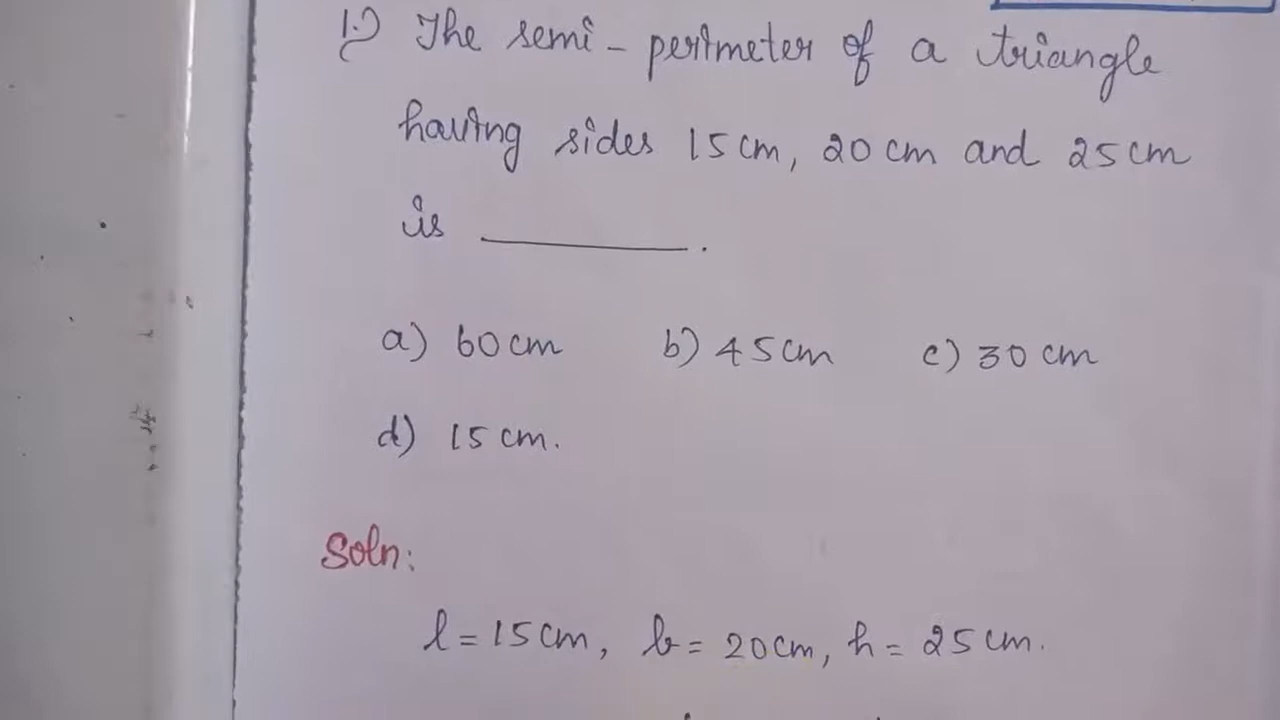 1.) The semi - perimeter of a triangle
having sides 15 cm, 20 cm and 25 cm
is ________.
a) 60 cm b) 45 cm c) 30 cm
d) 15 cm.
Soln:
l = 15 cm, b = 20 cm, h = 25 cm.